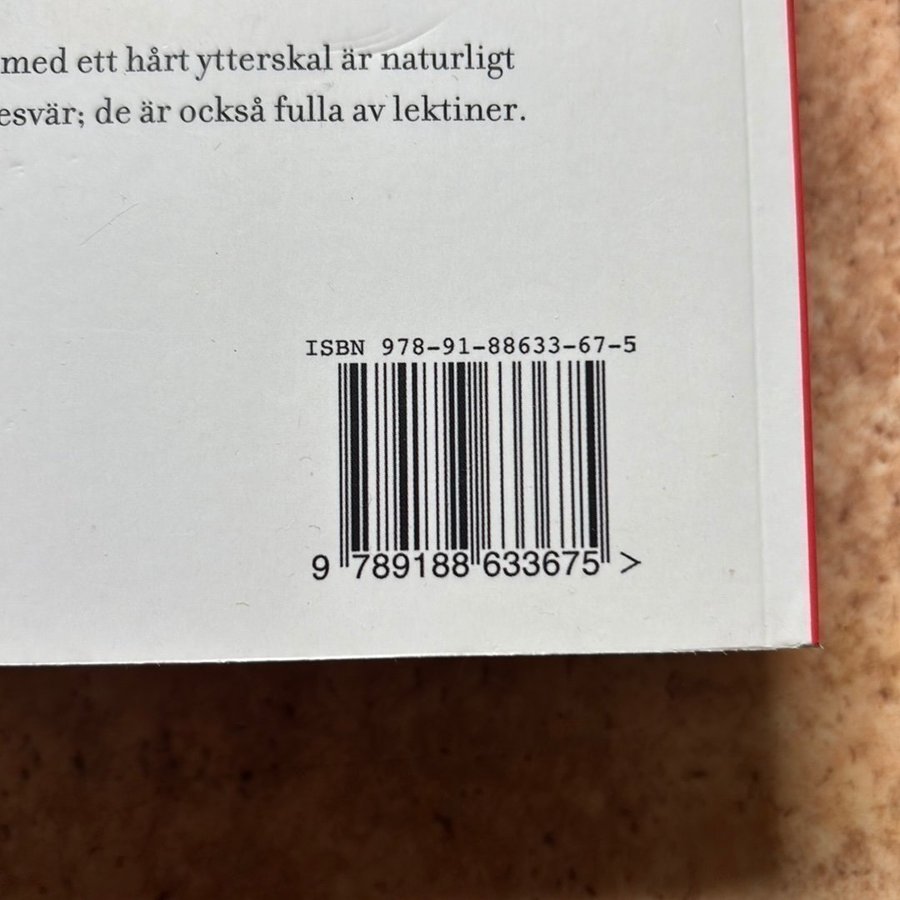 med ett hårt ytterskal är naturligt
esvär; de är också fulla av lektiner.
ISBN 978-91-88633-67-5
9 789188 633675 >